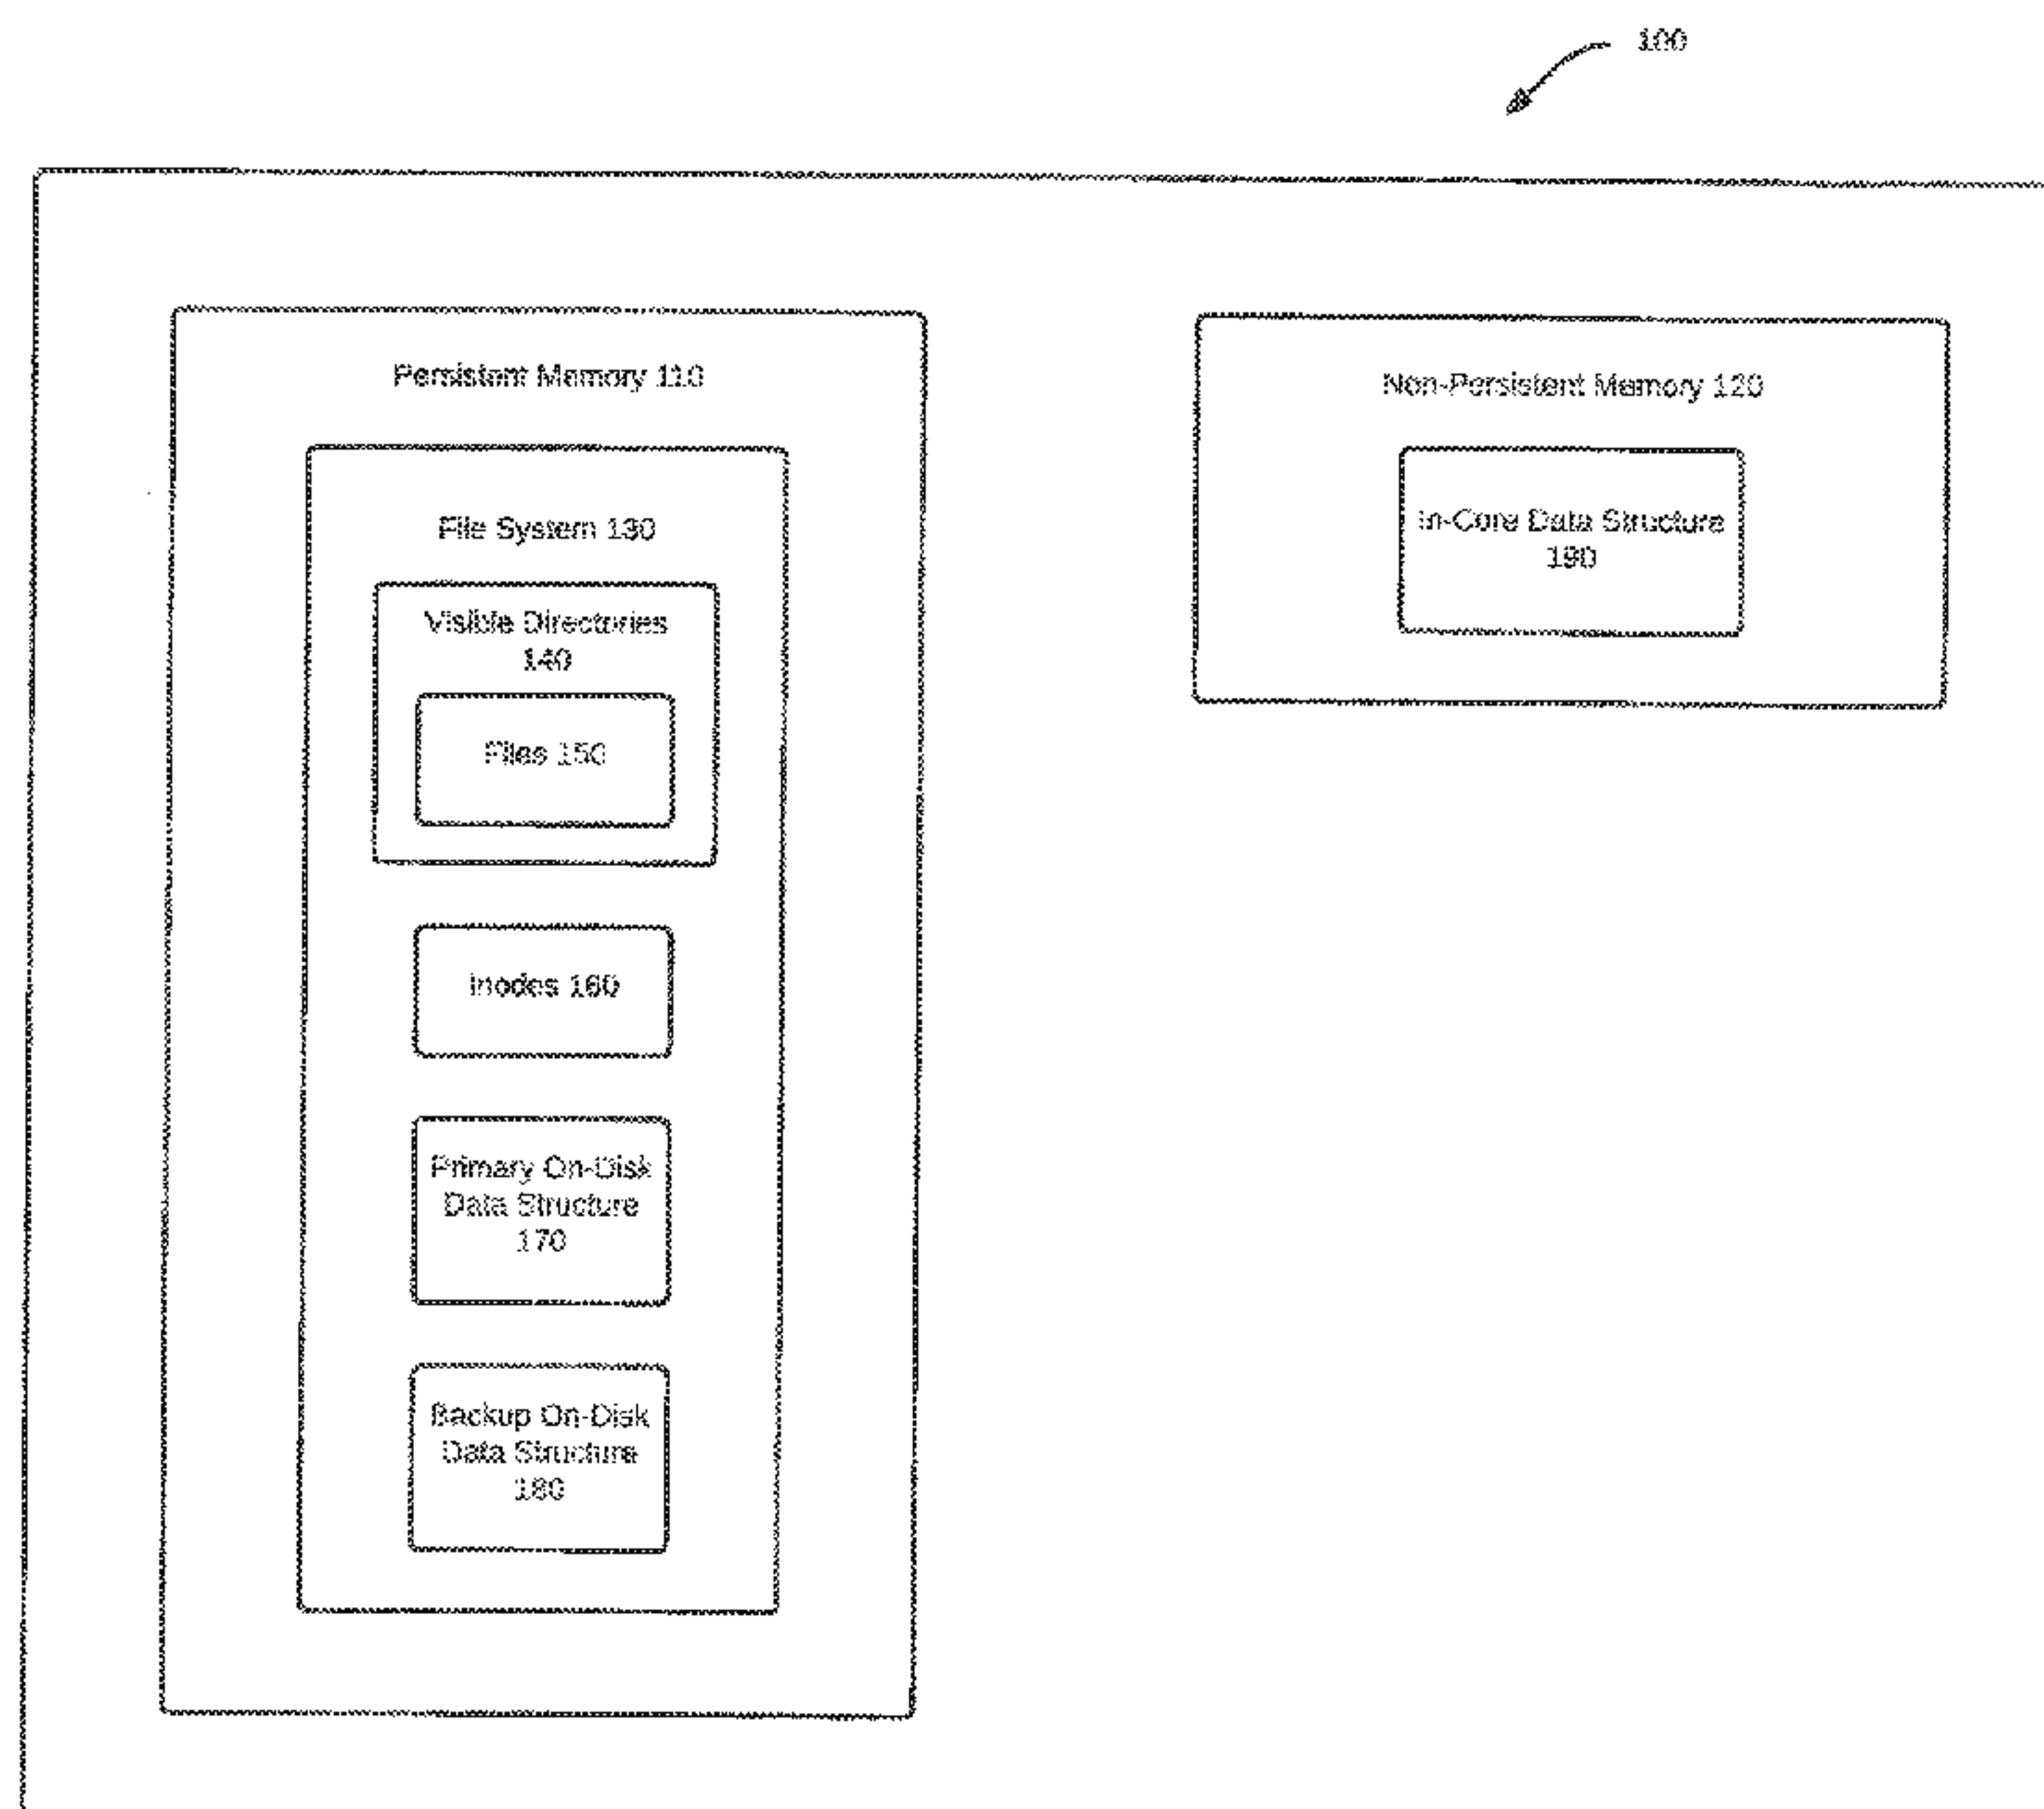 100
Persistent Memory 110
Non-Persistent Memory 120
File System 130
In-Core Data Structure
190
Visible Directories
140
Files 150
Inodes 160
Primary On-Disk
Data Structure
170
Backup On-Disk
Data Structure
180